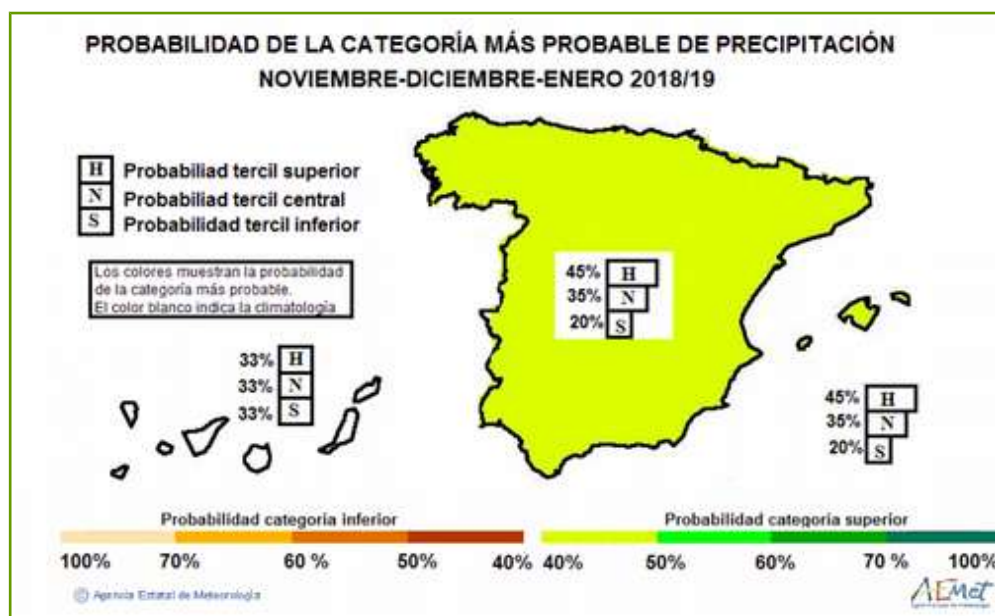 PROBABILIDAD DE LA CATEGORÍA MÁS PROBABLE DE PRECIPITACIÓN
NOVIEMBRE-DICIEMBRE-ENERO 2018/19
H Probabiliad tercil superior
N Probabiliad tercil central
S Probabilidad tercil inferior
Los colores muestran la probabilidad
de la categoría más probable.
El color blanco indica la climatología
45% H
35% N
20% S
33% H
33% N
33% S
45% H
35% N
20% S
Probabilidad categoria inferior
100% 70% 60 % 50% 40%
Probabilidad categoria superior
40% 50% 60% 70 % 100%
© Agencia Estatal de Meteorología
AEMet